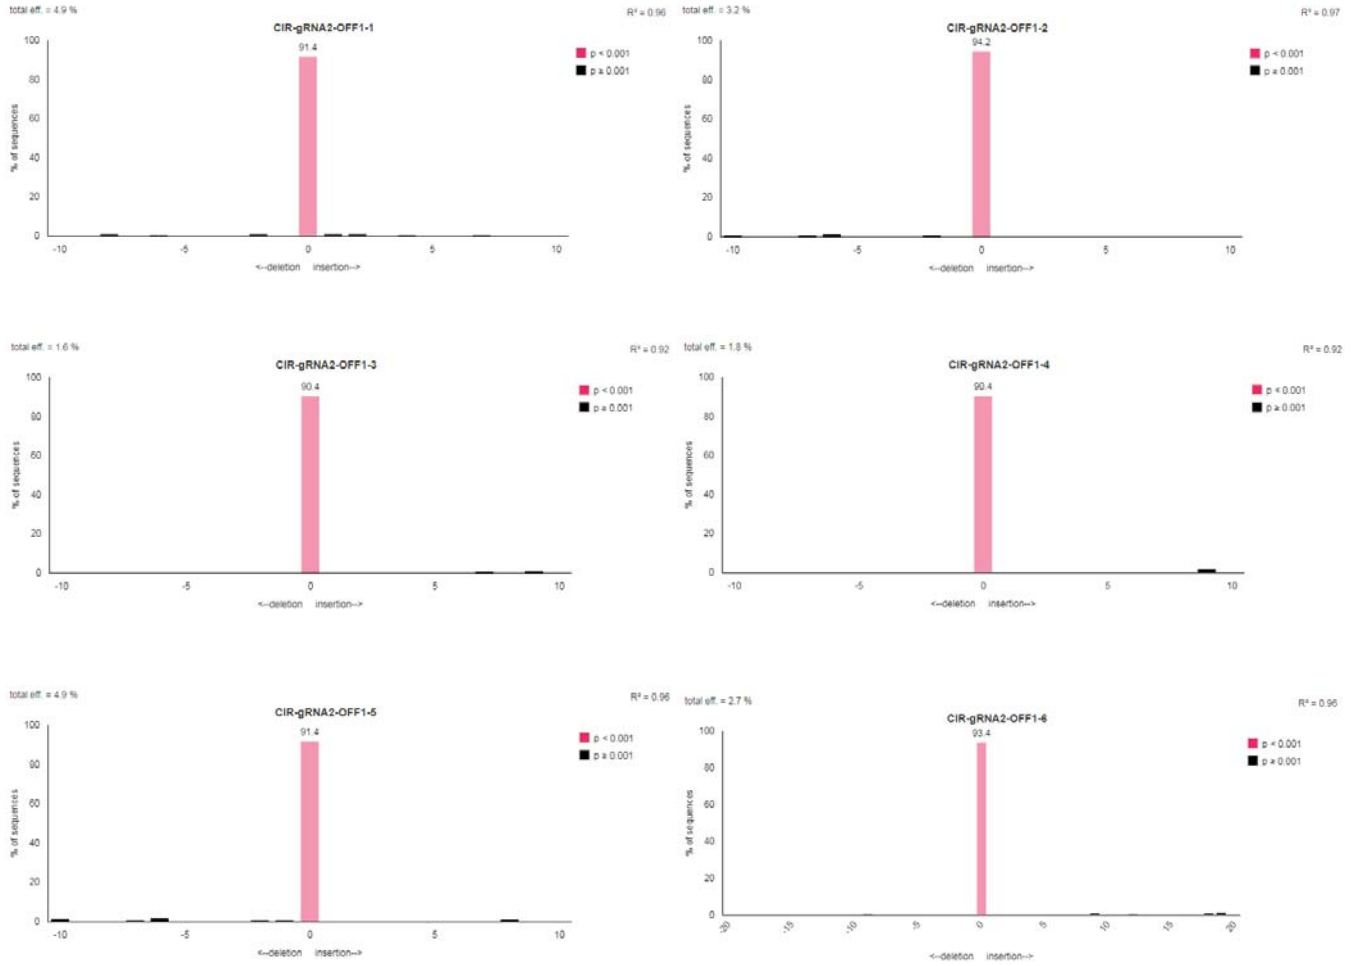 total eff. = 4.9 %
R² = 0.96
CIR-gRNA2-OFF1-1
91.4
p < 0.001
p ≥ 0.001
% of sequences
100
80
60
40
20
0
-10 -5 0 5 10
<--deletion insertion-->
total eff. = 3.2 %
R² = 0.97
CIR-gRNA2-OFF1-2
94.2
p < 0.001
p ≥ 0.001
% of sequences
100
80
60
40
20
0
-10 -5 0 5 10
<--deletion insertion-->
total eff. = 1.6 %
R² = 0.92
CIR-gRNA2-OFF1-3
90.4
p < 0.001
p ≥ 0.001
% of sequences
100
80
60
40
20
0
-10 -5 0 5 10
<--deletion insertion-->
total eff. = 1.8 %
R² = 0.92
CIR-gRNA2-OFF1-4
90.4
p < 0.001
p ≥ 0.001
% of sequences
100
80
60
40
20
0
-10 -5 0 5 10
<--deletion insertion-->
total eff. = 4.9 %
R² = 0.96
CIR-gRNA2-OFF1-5
91.4
p < 0.001
p ≥ 0.001
% of sequences
100
80
60
40
20
0
-10 -5 0 5 10
<--deletion insertion-->
total eff. = 2.7 %
R² = 0.96
CIR-gRNA2-OFF1-6
93.4
p < 0.001
p ≥ 0.001
% of sequences
100
80
60
40
20
0
-20 -15 -10 -5 0 5 10 15 20
<--deletion insertion-->